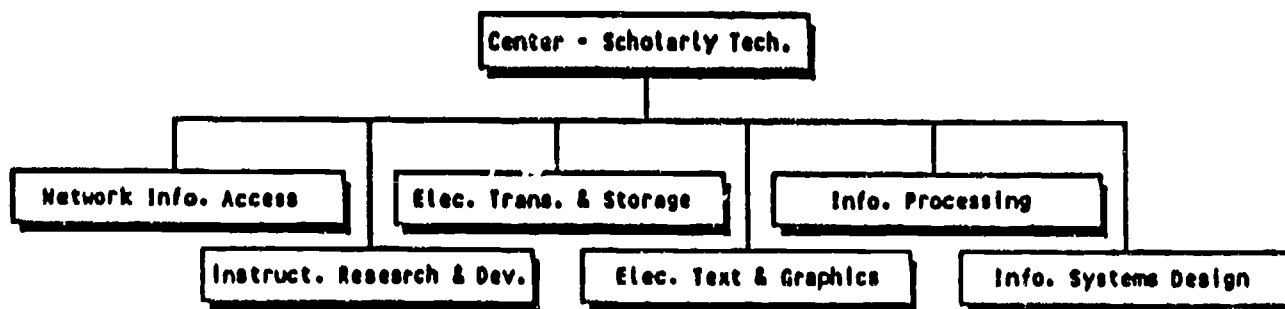 Center - Scholarly Tech.
Network Info. Access
Elec. Trans. & Storage
Info. Processing
Instruct. Research & Dev.
Elec. Text & Graphics
Info. Systems Design